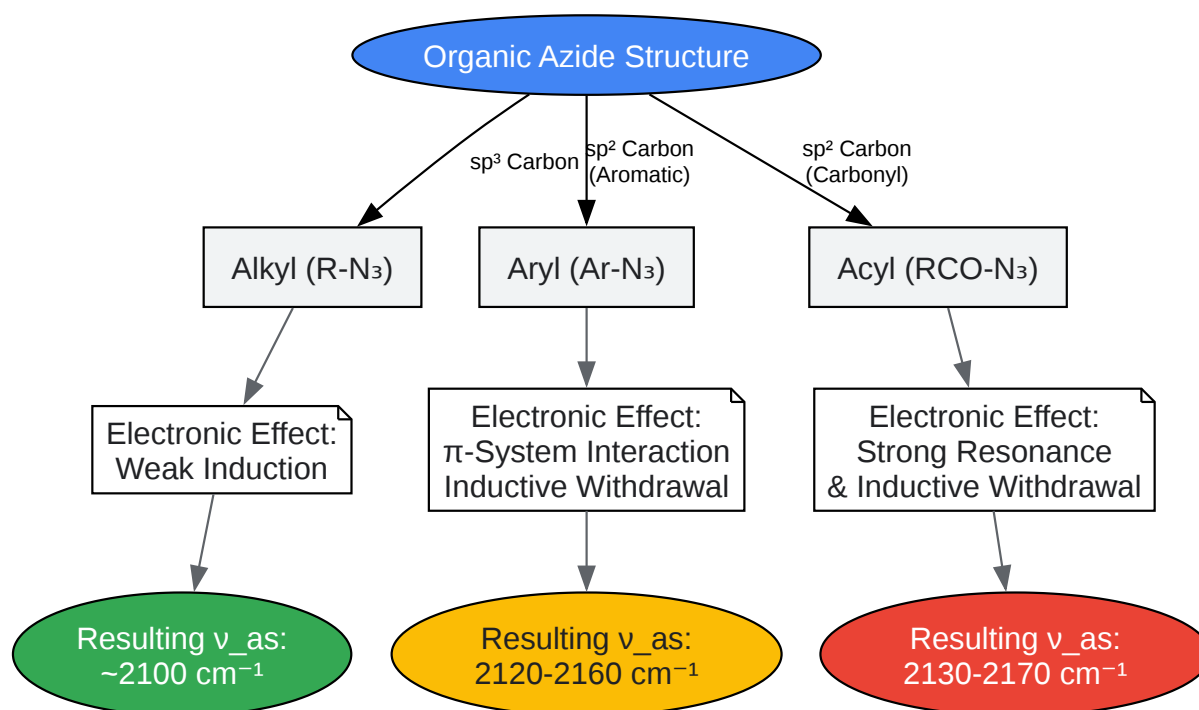 Organic Azide Structure
sp³ Carbon
sp² Carbon
(Aromatic)
sp² Carbon
(Carbonyl)
Alkyl (R-N₃)
Aryl (Ar-N₃)
Acyl (RCO-N₃)
Electronic Effect:
Weak Induction
Electronic Effect:
π-System Interaction
Inductive Withdrawal
Electronic Effect:
Strong Resonance
& Inductive Withdrawal
Resulting ν_as:
~2100 cm⁻¹
Resulting ν_as:
2120-2160 cm⁻¹
Resulting ν_as:
2130-2170 cm⁻¹